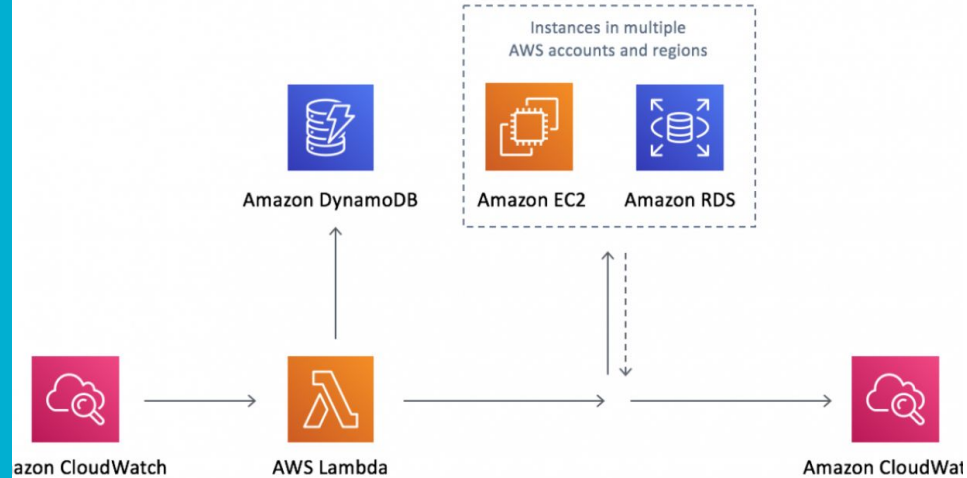 Instances in multiple
AWS accounts and regions
Amazon DynamoDB
Amazon EC2
Amazon RDS
azon CloudWatch
AWS Lambda
Amazon CloudWat